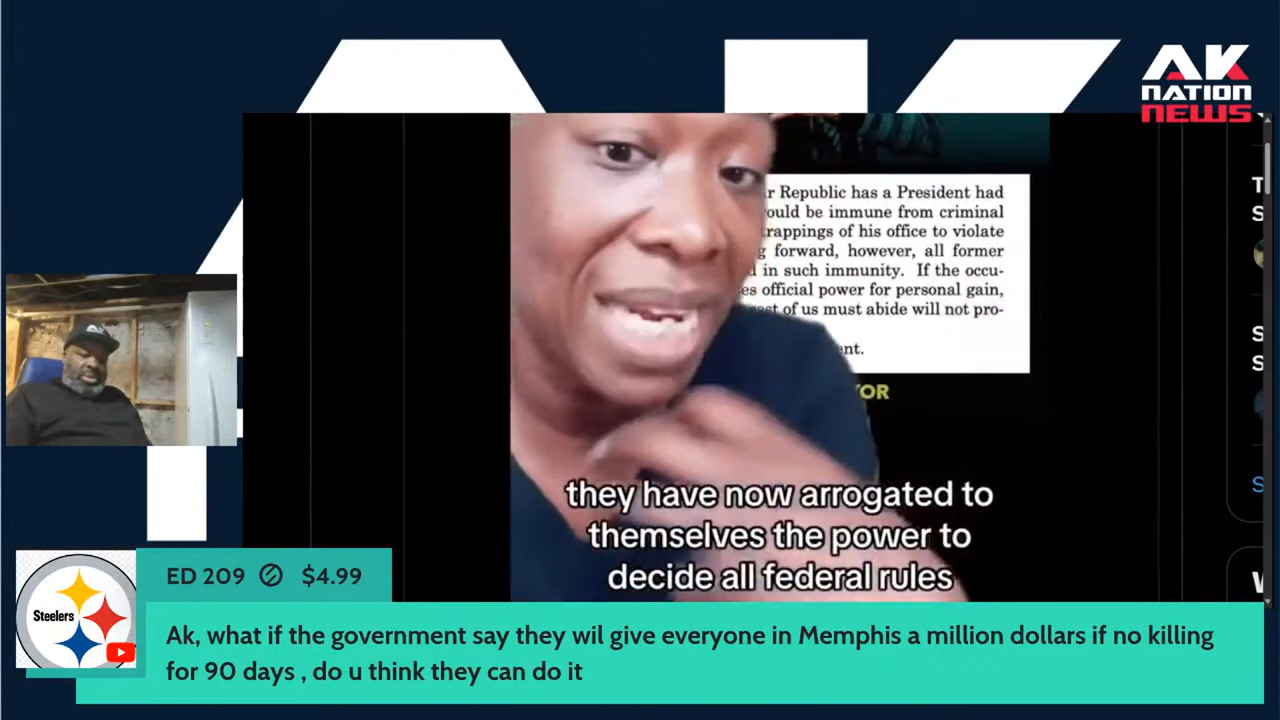 AK
NATION
NEWS
r Republic has a President had
ould be immune from criminal
trappings of his office to violate
g forward, however, all former
in such immunity. If the occu-
es official power for personal gain,
est of us must abide will not pro-
ent.
YOR
they have now arrogated to
themselves the power to
decide all federal rules
Steelers
ED 209 $4.99
Ak, what if the government say they wil give everyone in Memphis a million dollars if no killing
for 90 days , do u think they can do it